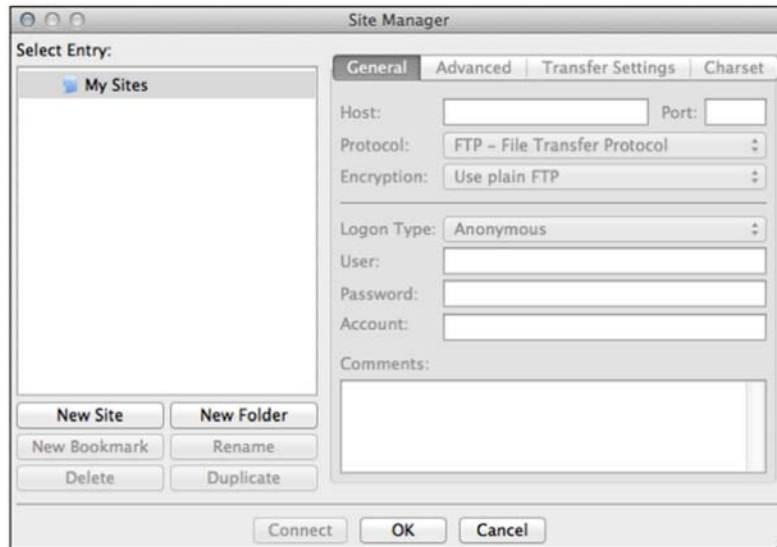 Site Manager
Select Entry:
My Sites
New Site
New Folder
New Bookmark
Rename
Delete
Duplicate
General
Advanced
Transfer Settings
Charset
Host:
Port:
Protocol:
FTP – File Transfer Protocol
Encryption:
Use plain FTP
Logon Type:
Anonymous
User:
Password:
Account:
Comments:
Connect
OK
Cancel